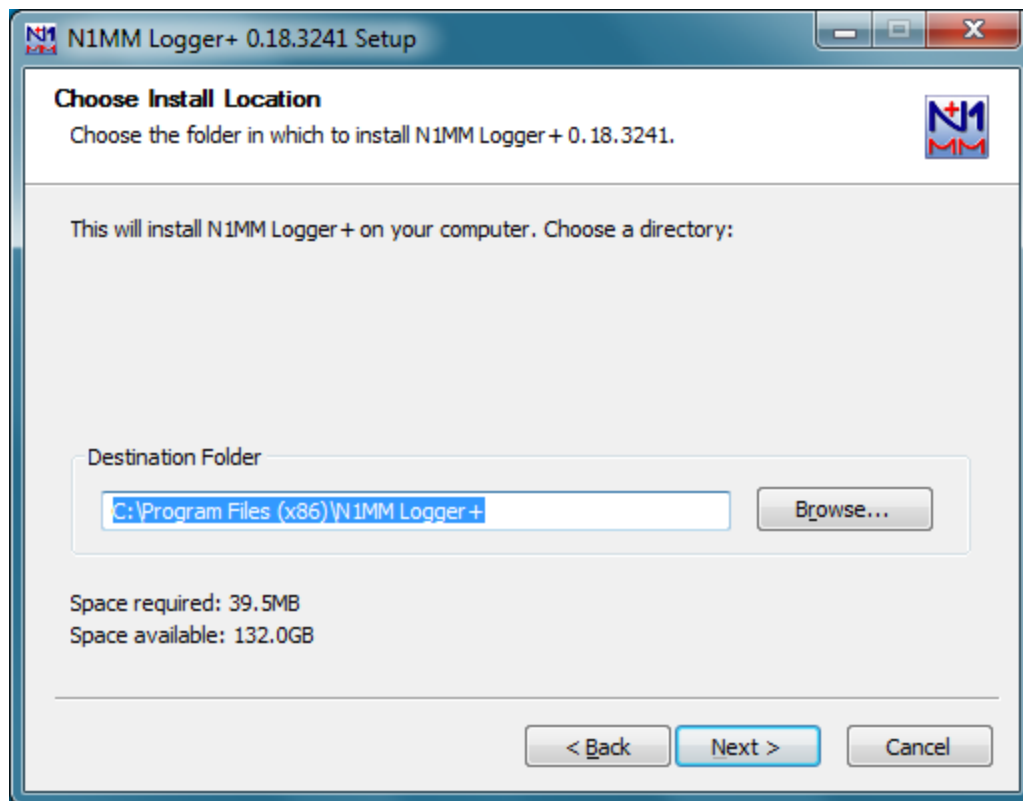 N1MM Logger+ 0.18.3241 Setup
Choose Install Location
Choose the folder in which to install N1MM Logger+ 0.18.3241.
N+1
MM
This will install N1MM Logger+ on your computer. Choose a directory:
Destination Folder
C:\Program Files (x86)\N1MM Logger+
Browse...
Space required: 39.5MB
Space available: 132.0GB
< Back
Next >
Cancel